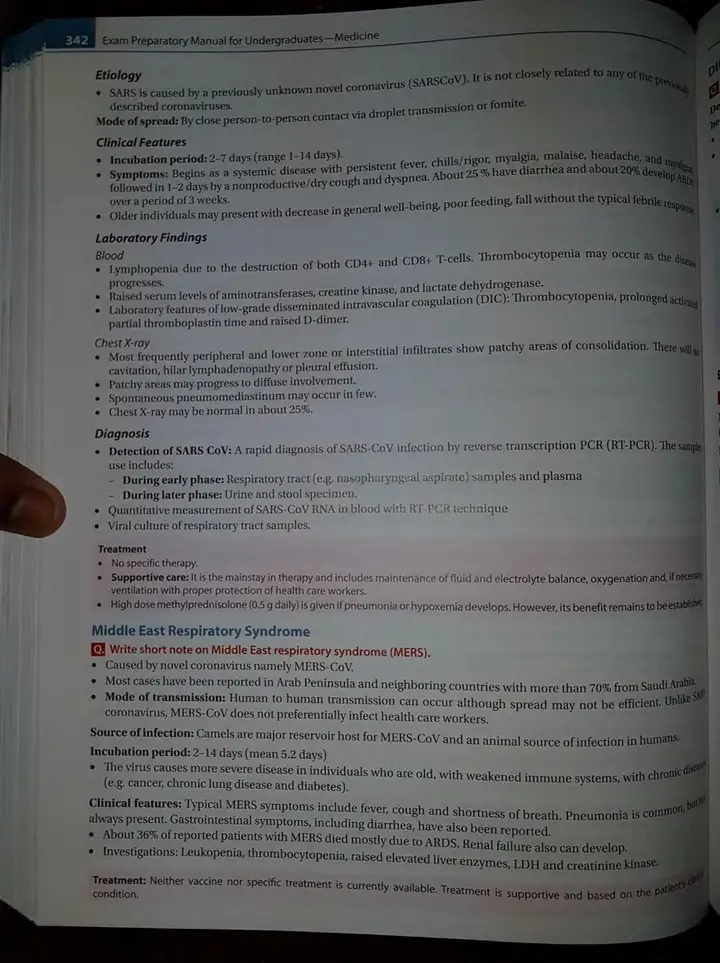 342 Exam Preparatory Manual for Undergraduates—Medicine
Etiology
• SARS is caused by a previously unknown novel coronavirus (SARSCoV). It is not closely related to any of the previously
described coronaviruses.
Mode of spread: By close person-to-person contact via droplet transmission or fomite.
Clinical Features
• Incubation period: 2–7 days (range 1–14 days).
• Symptoms: Begins as a systemic disease with persistent fever, chills/rigor, myalgia, malaise, headache, and myalgias
followed in 1–2 days by a nonproductive/dry cough and dyspnea. About 25 % have diarrhea and about 20% develop ARDS
over a period of 3 weeks.
• Older individuals may present with decrease in general well-being, poor feeding, fall without the typical febrile response.
Laboratory Findings
Blood
• Lymphopenia due to the destruction of both CD4+ and CD8+ T-cells. Thrombocytopenia may occur as the disease
progresses.
• Raised serum levels of aminotransferases, creatine kinase, and lactate dehydrogenase.
• Laboratory features of low-grade disseminated intravascular coagulation (DIC): Thrombocytopenia, prolonged activated
partial thromboplastin time and raised D-dimer.
Chest X-ray
• Most frequently peripheral and lower zone or interstitial infiltrates show patchy areas of consolidation. There will no
cavitation, hilar lymphadenopathy or pleural effusion.
• Patchy areas may progress to diffuse involvement.
• Spontaneous pneumomediastinum may occur in few.
• Chest X-ray may be normal in about 25%.
Diagnosis
• Detection of SARS CoV: A rapid diagnosis of SARS-CoV infection by reverse transcription PCR (RT-PCR). The sample
use includes:
– During early phase: Respiratory tract (e.g. nasopharyngeal aspirate) samples and plasma
– During later phase: Urine and stool specimen.
• Quantitative measurement of SARS-CoV RNA in blood with RT-PCR technique
• Viral culture of respiratory tract samples.
Treatment
• No specific therapy.
• Supportive care: It is the mainstay in therapy and includes maintenance of fluid and electrolyte balance, oxygenation and, if necessary
ventilation with proper protection of health care workers.
• High dose methylprednisolone (0.5 g daily) is given if pneumonia or hypoxemia develops. However, its benefit remains to be established.
Middle East Respiratory Syndrome
Q. Write short note on Middle East respiratory syndrome (MERS).
• Caused by novel coronavirus namely MERS-CoV.
• Most cases have been reported in Arab Peninsula and neighboring countries with more than 70% from Saudi Arabia.
• Mode of transmission: Human to human transmission can occur although spread may not be efficient. Unlike SARS
coronavirus, MERS-CoV does not preferentially infect health care workers.
Source of infection: Camels are major reservoir host for MERS-CoV and an animal source of infection in humans.
Incubation period: 2–14 days (mean 5.2 days)
• The virus causes more severe disease in individuals who are old, with weakened immune systems, with chronic disease
(e.g. cancer, chronic lung disease and diabetes).
Clinical features: Typical MERS symptoms include fever, cough and shortness of breath. Pneumonia is common, but not
always present. Gastrointestinal symptoms, including diarrhea, have also been reported.
• About 36% of reported patients with MERS died mostly due to ARDS. Renal failure also can develop.
• Investigations: Leukopenia, thrombocytopenia, raised elevated liver enzymes, LDH and creatinine kinase.
Treatment: Neither vaccine nor specific treatment is currently available. Treatment is supportive and based on the patient's clinical
condition.